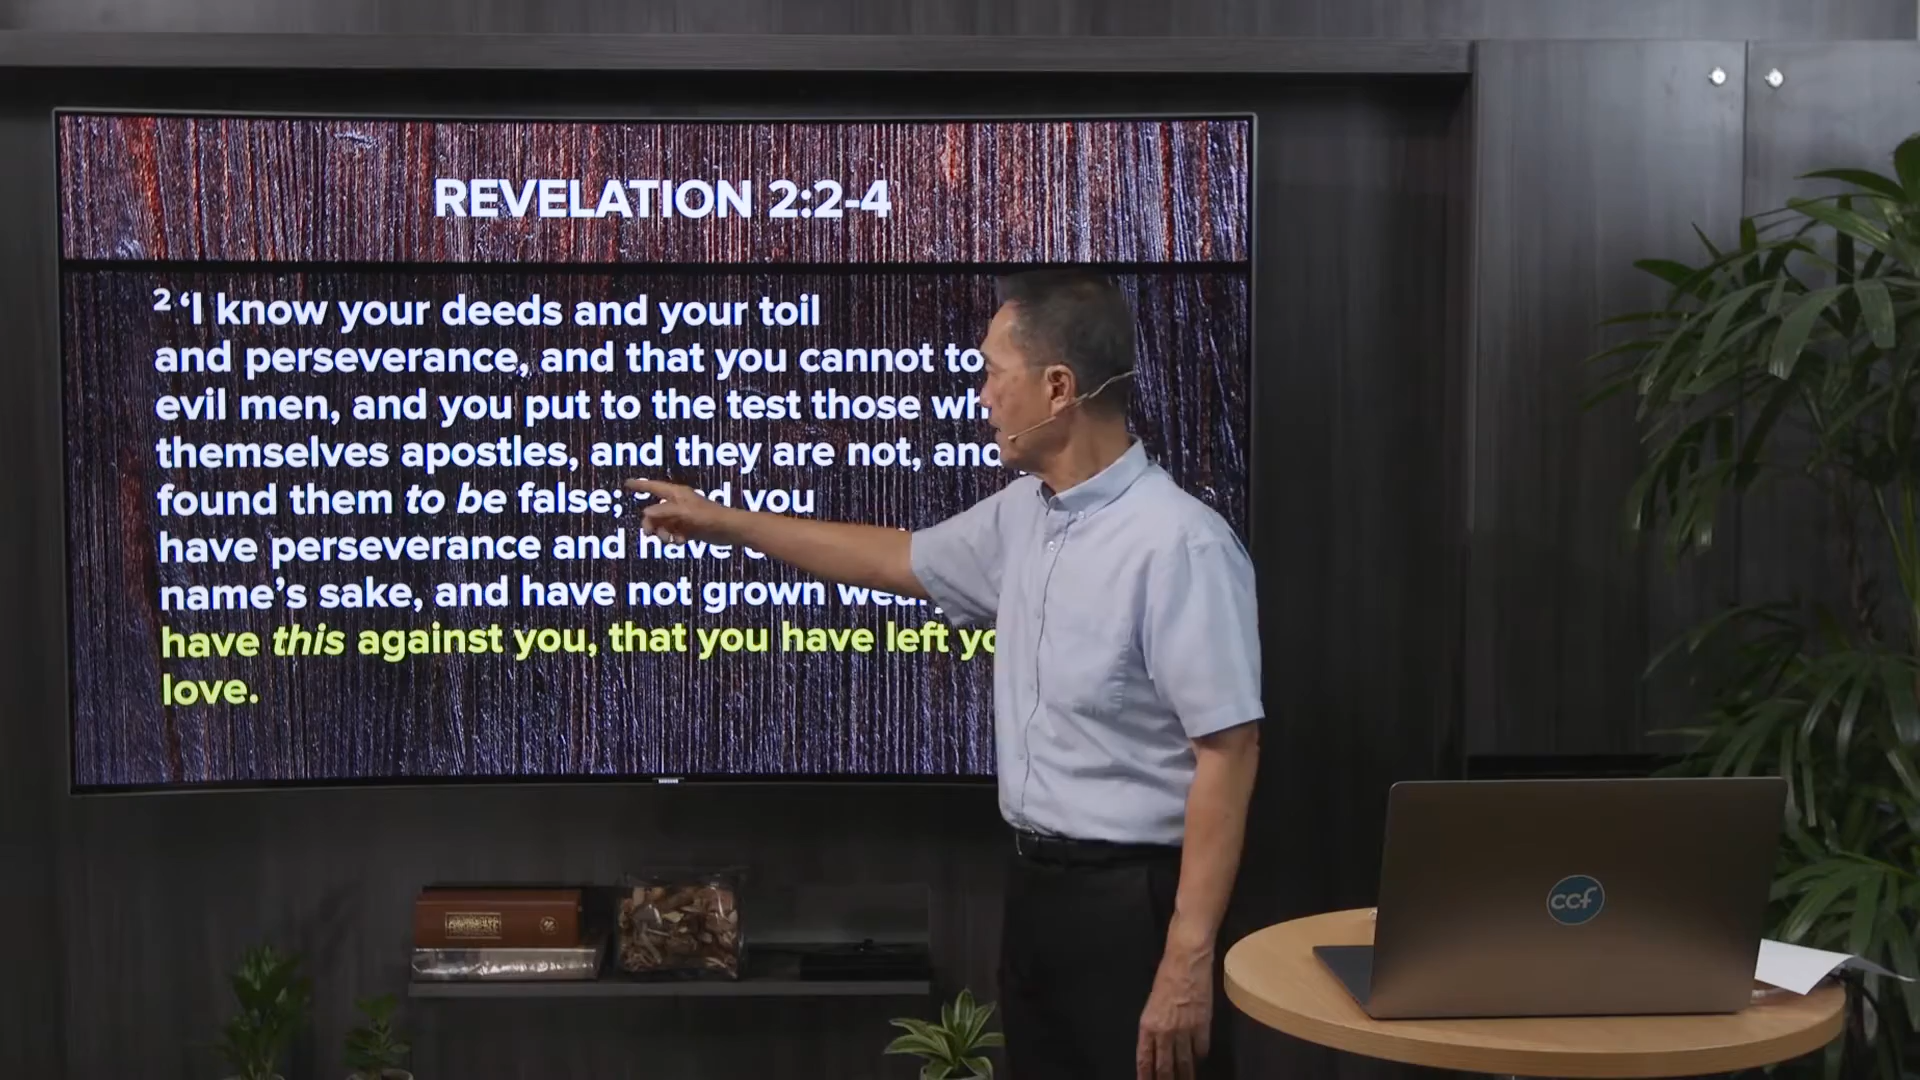 REVELATION 2:2-4
2 ‘I know your deeds and your toil
and perseverance, and that you cannot to
evil men, and you put to the test those wh
themselves apostles, and they are not, and
found them to be false; and you
have perseverance and have
name’s sake, and have not grown
have this against you, that you have left yo
love.
SAMSUNG
ccf